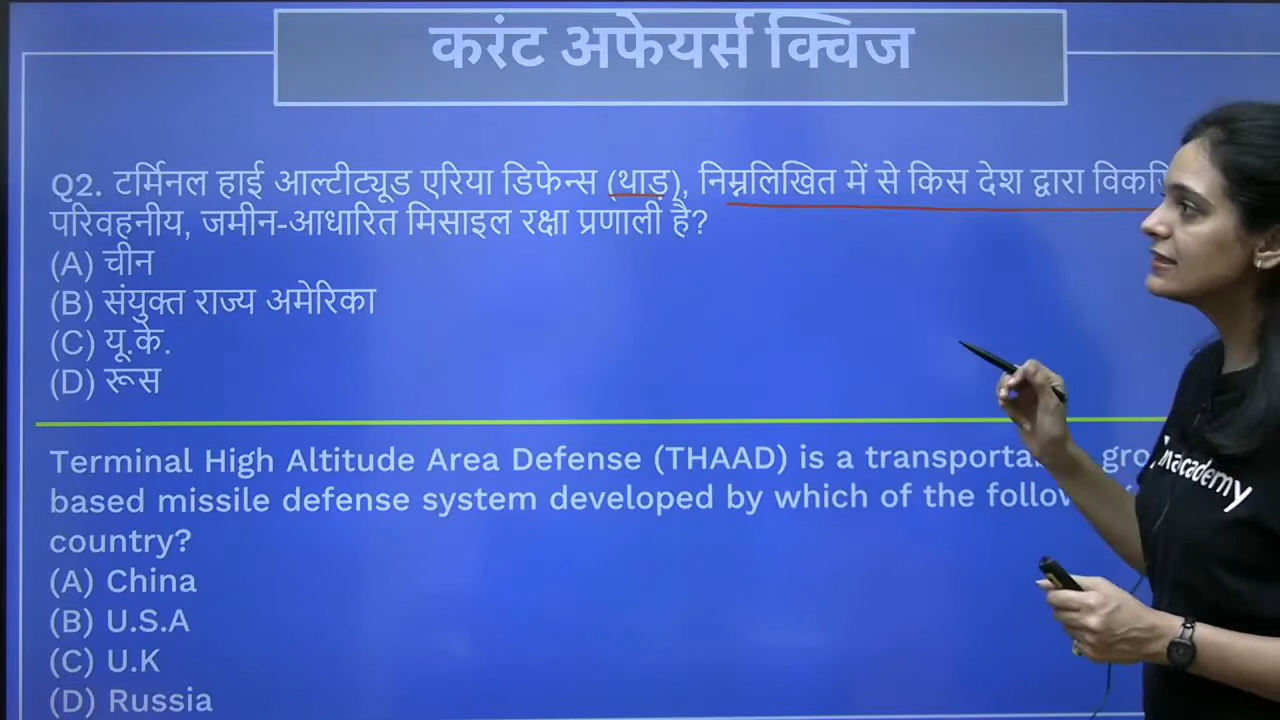 करंट अफेयर्स क्विज
Q2. टर्मिनल हाई आल्टीट्यूड एरिया डिफेन्स (थाड़), निम्नलिखित में से किस देश द्वारा
परिवहनीय, जमीन-आधारित मिसाइल रक्षा प्रणाली है?
(A) चीन
(B) संयुक्त राज्य अमेरिका
(C) यू.के.
(D) रूस
Terminal High Altitude Area Defense (THAAD) is a
based missile defense system developed by which of the
country?
(A) China
(B) U.S.A
(C) U.K
(D) Russia
unacademy